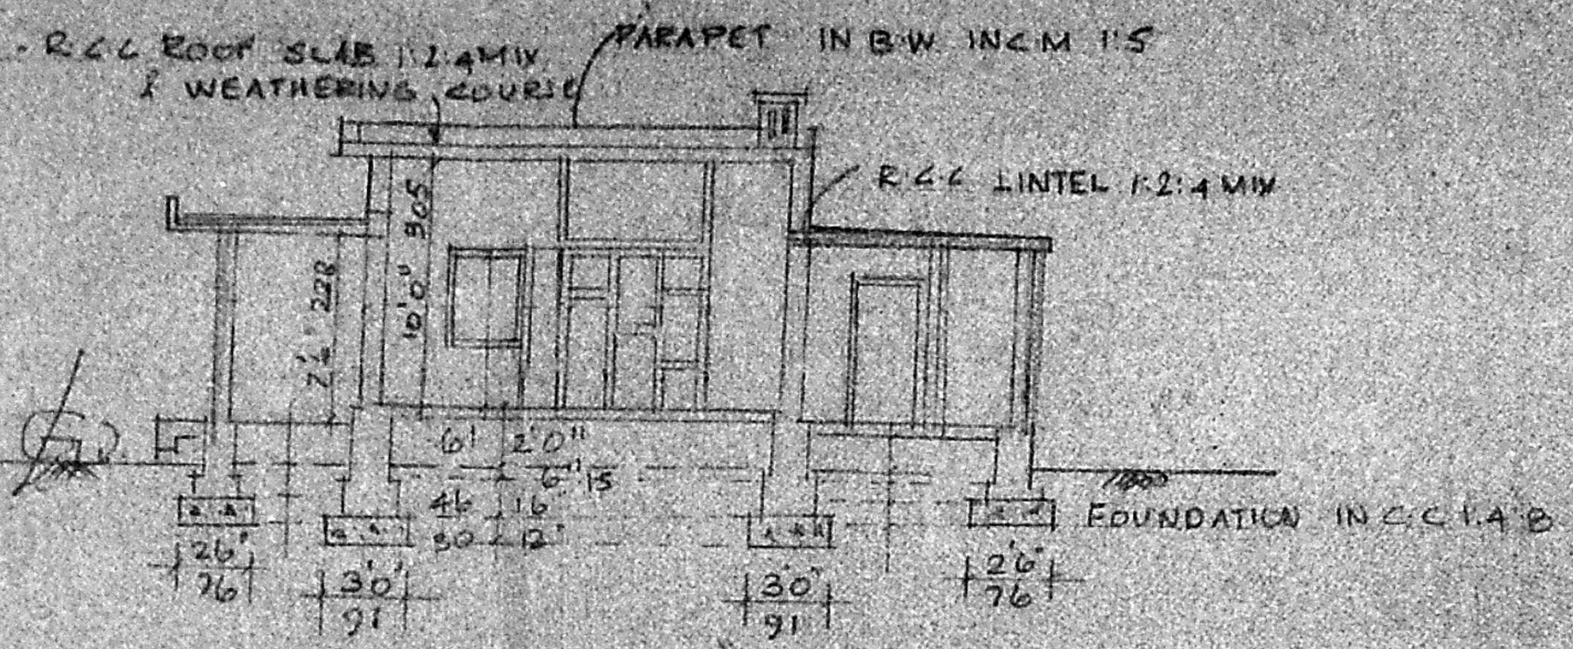 R.C.C ROOF SLAB 1:2:4 MIX
& WEATHERING COURSE
PARAPET IN B.W. IN C.M 1:5
R.C.C LINTEL 1:2:4 MIX
10'0" 305
7½' 228
6' 2'0"
6" 15
46 16
30 12"
FOUNDATION IN C.C 1:4:8
2'6"
76
3'0"
91
3'0"
91
2'6"
76